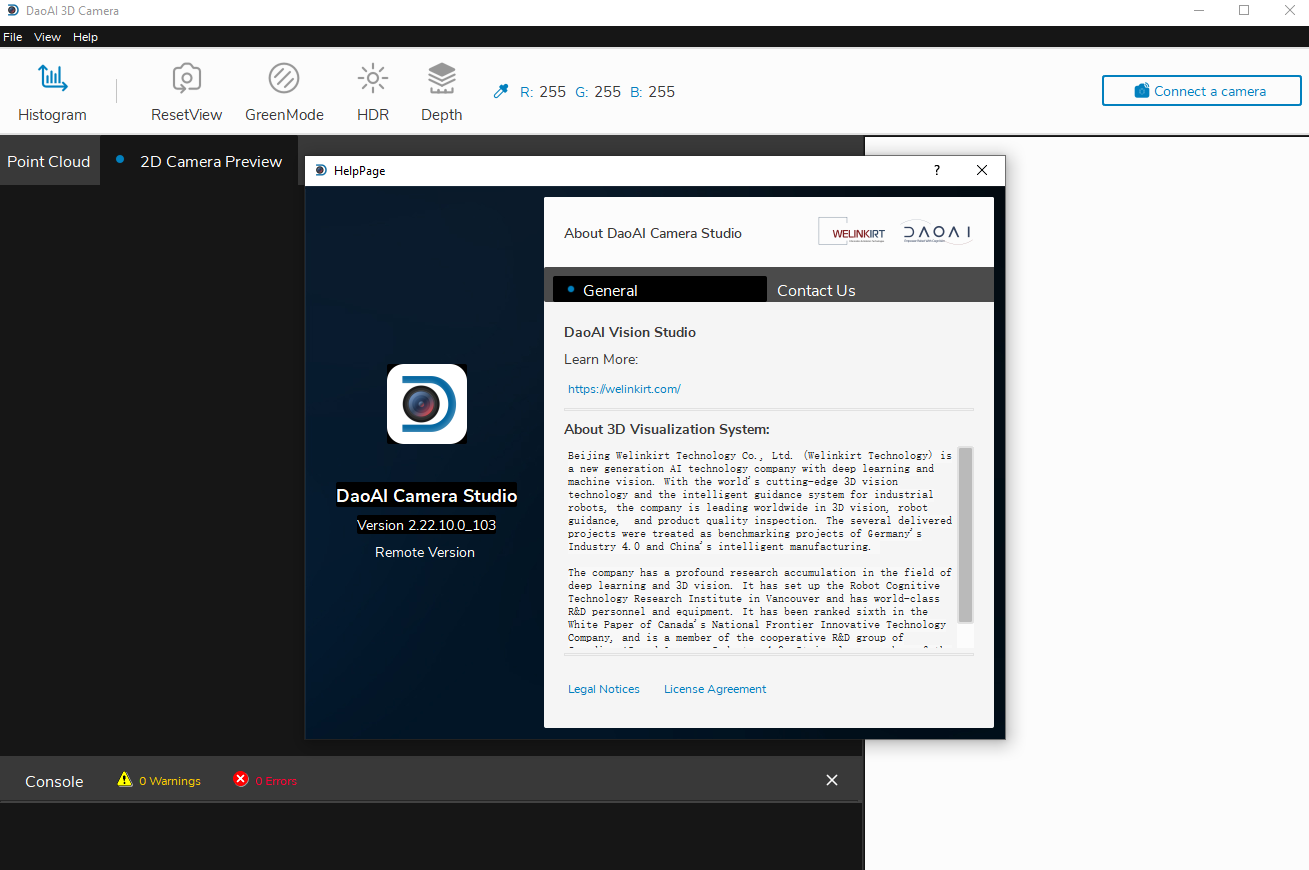 DaoAI 3D Camera
File View Help
Histogram
ResetView
GreenMode
HDR
Depth
R: 255 G: 255 B: 255
Connect a camera
Point Cloud
2D Camera Preview
HelpPage
?
About DaoAI Camera Studio
WELINKIRT
DAOAI
General
Contact Us
DaoAI Vision Studio
Learn More:
https://welinkirt.com/
About 3D Visualization System:
Beijing Welinkirt Technology Co., Ltd. (Welinkirt Technology) is
a new generation AI technology company with deep learning and
machine vision. With the world's cutting-edge 3D vision
technology and the intelligent guidance system for industrial
robots, the company is leading worldwide in 3D vision, robot
guidance,  and product quality inspection. The several delivered
projects were treated as benchmarking projects of Germany's
Industry 4.0 and China's intelligent manufacturing.
The company has a profound research accumulation in the field of
deep learning and 3D vision. It has set up the Robot Cognitive
Technology Research Institute in Vancouver and has world-class
R&D personnel and equipment. It has been ranked sixth in the
White Paper of Canada's National Frontier Innovative Technology
Company, and is a member of the cooperative R&D group of
Legal Notices
License Agreement
DaoAI Camera Studio
Version 2.22.10.0_103
Remote Version
Console
0 Warnings
0 Errors